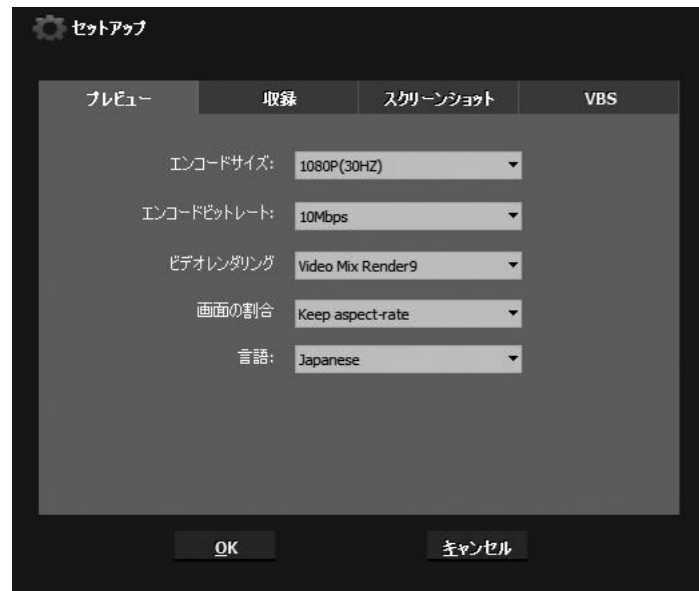 セットアップ
プレビュー 収録 スクリーンショット VBS
エンコードサイズ: 1080P(30HZ)
エンコードビットレート: 10Mbps
ビデオレンダリング Video Mix Render9
画面の割合 Keep aspect-rate
言語: Japanese
OK キャンセル